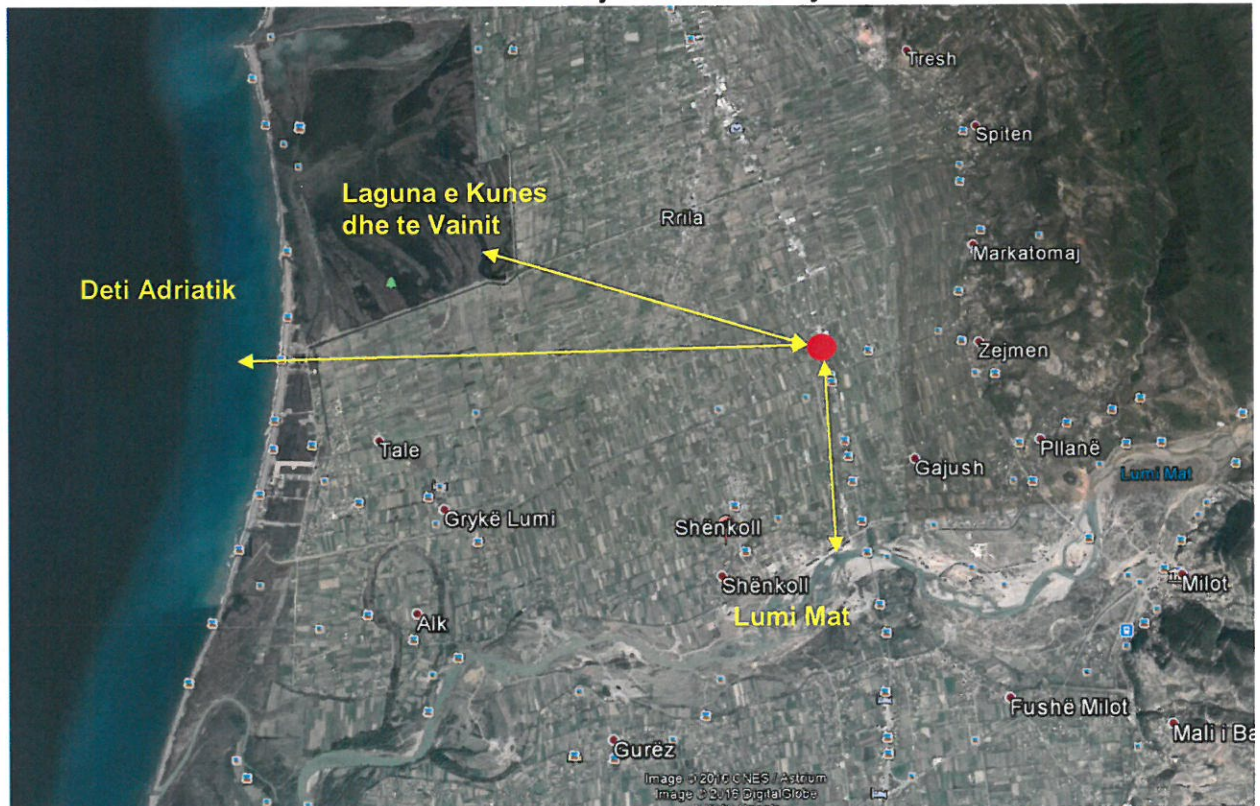 Tresh
Spiten
Laguna e Kunes
dhe te Vainit
Rrila
Markatomaj
Deti Adriatik
Zejmen
Tale
Pllanë
Gajush
Lumi Mat
Grykë Lumi
Shënkoll
Shënkoll
Milot
Alk
Lumi Mat
Fushë Milot
Mali i Ba
Gurëz
Image © 2016 CNES / Astrium
Image © 2016 DigitalGlobe